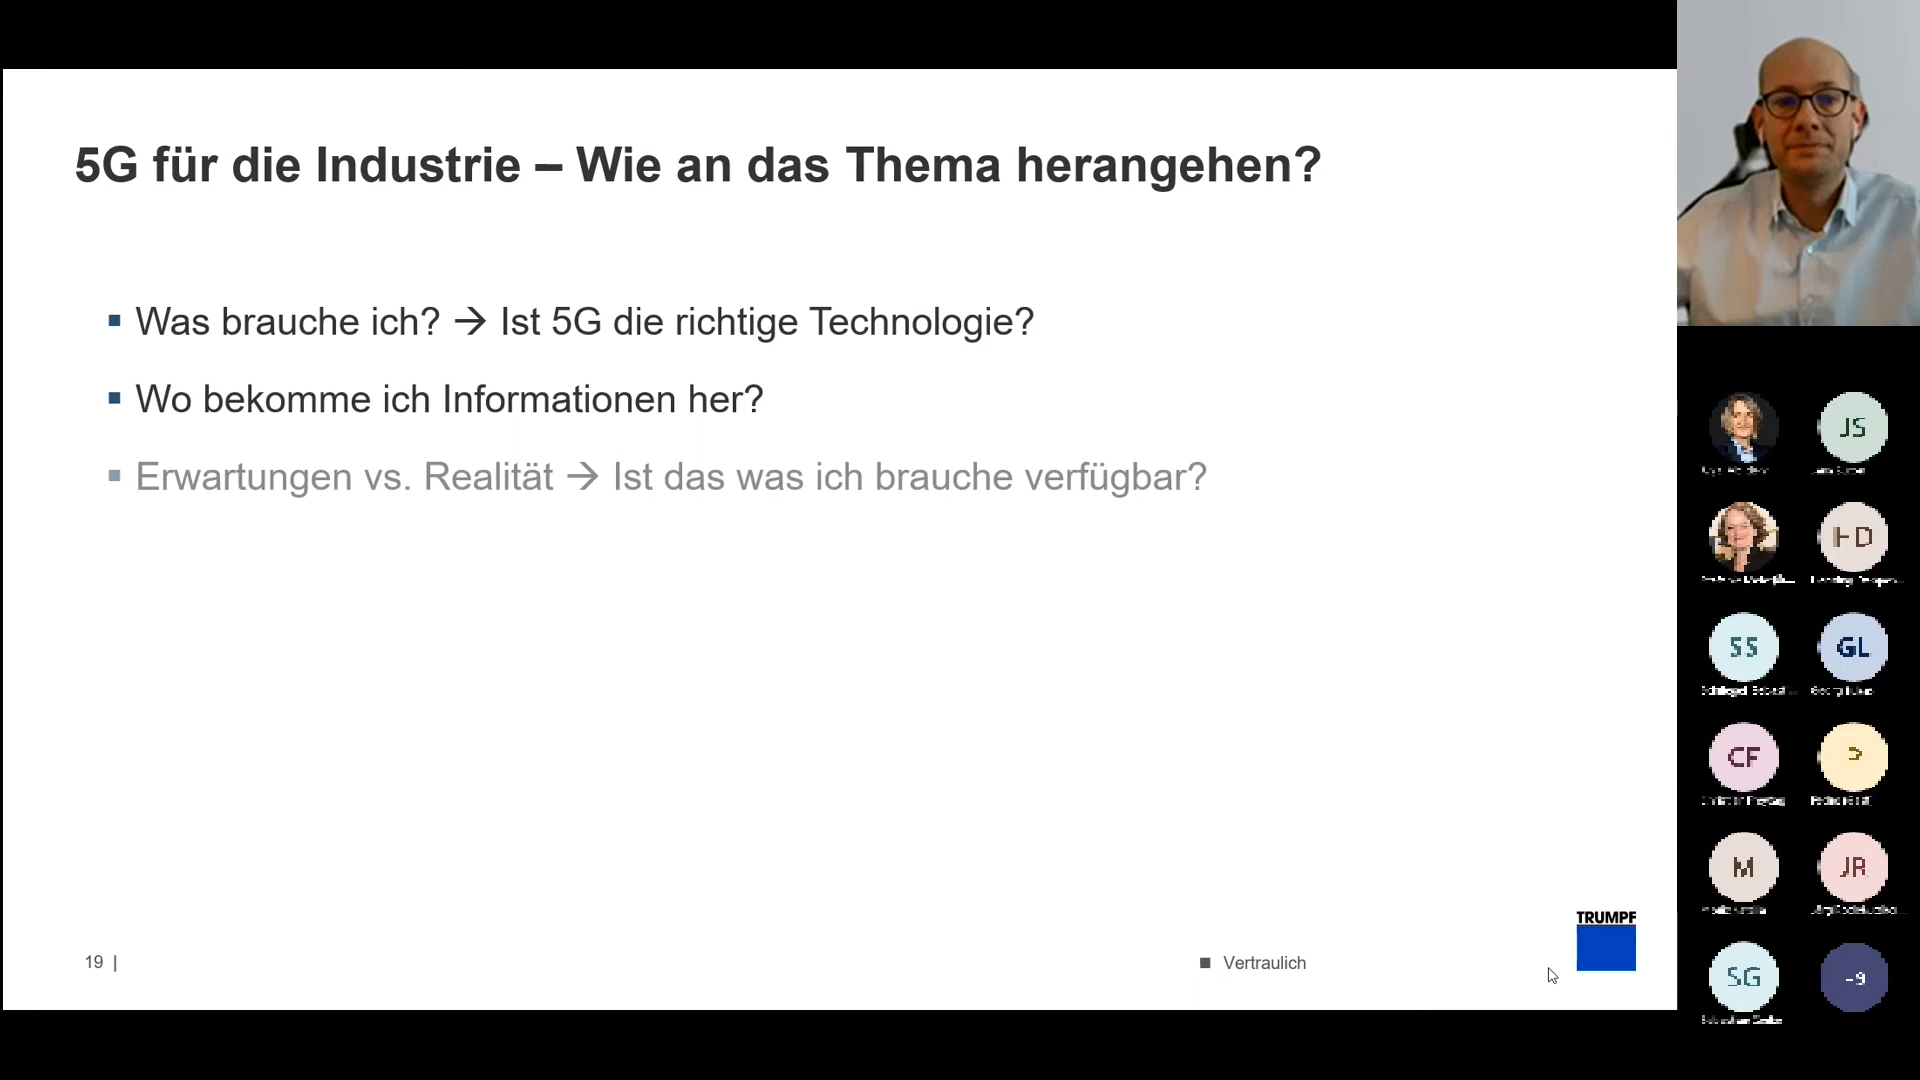 5G für die Industrie – Wie an das Thema herangehen?
▪ Was brauche ich? → Ist 5G die richtige Technologie?
▪ Wo bekomme ich Informationen her?
▪ Erwartungen vs. Realität → Ist das was ich brauche verfügbar?
19 |
■ Vertraulich
TRUMPF
JS
SS
GL
CF
M
JR
SG